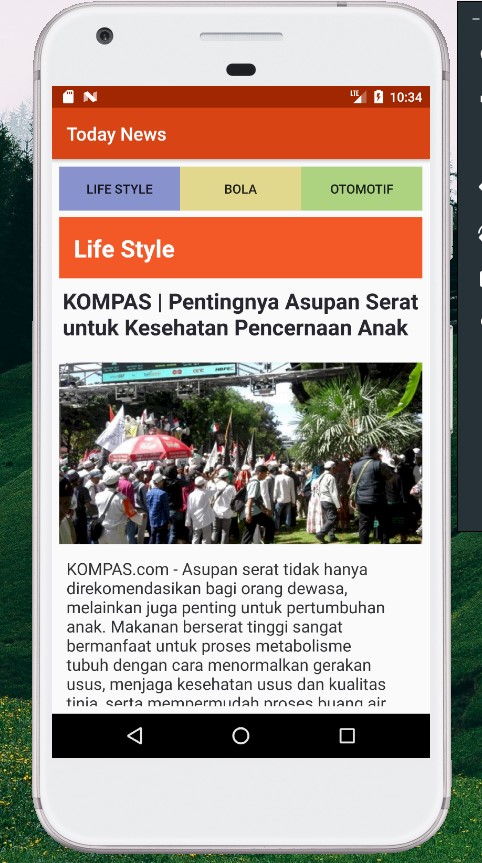 LTE 10:34
Today News
LIFE STYLE BOLA OTOMOTIF
Life Style
KOMPAS | Pentingnya Asupan Serat
untuk Kesehatan Pencernaan Anak
KOMPAS.com - Asupan serat tidak hanya
direkomendasikan bagi orang dewasa,
melainkan juga penting untuk pertumbuhan
anak. Makanan berserat tinggi sangat
bermanfaat untuk proses metabolisme
tubuh dengan cara menormalkan gerakan
usus, menjaga kesehatan usus dan kualitas
tinja, serta mempermudah proses buang air